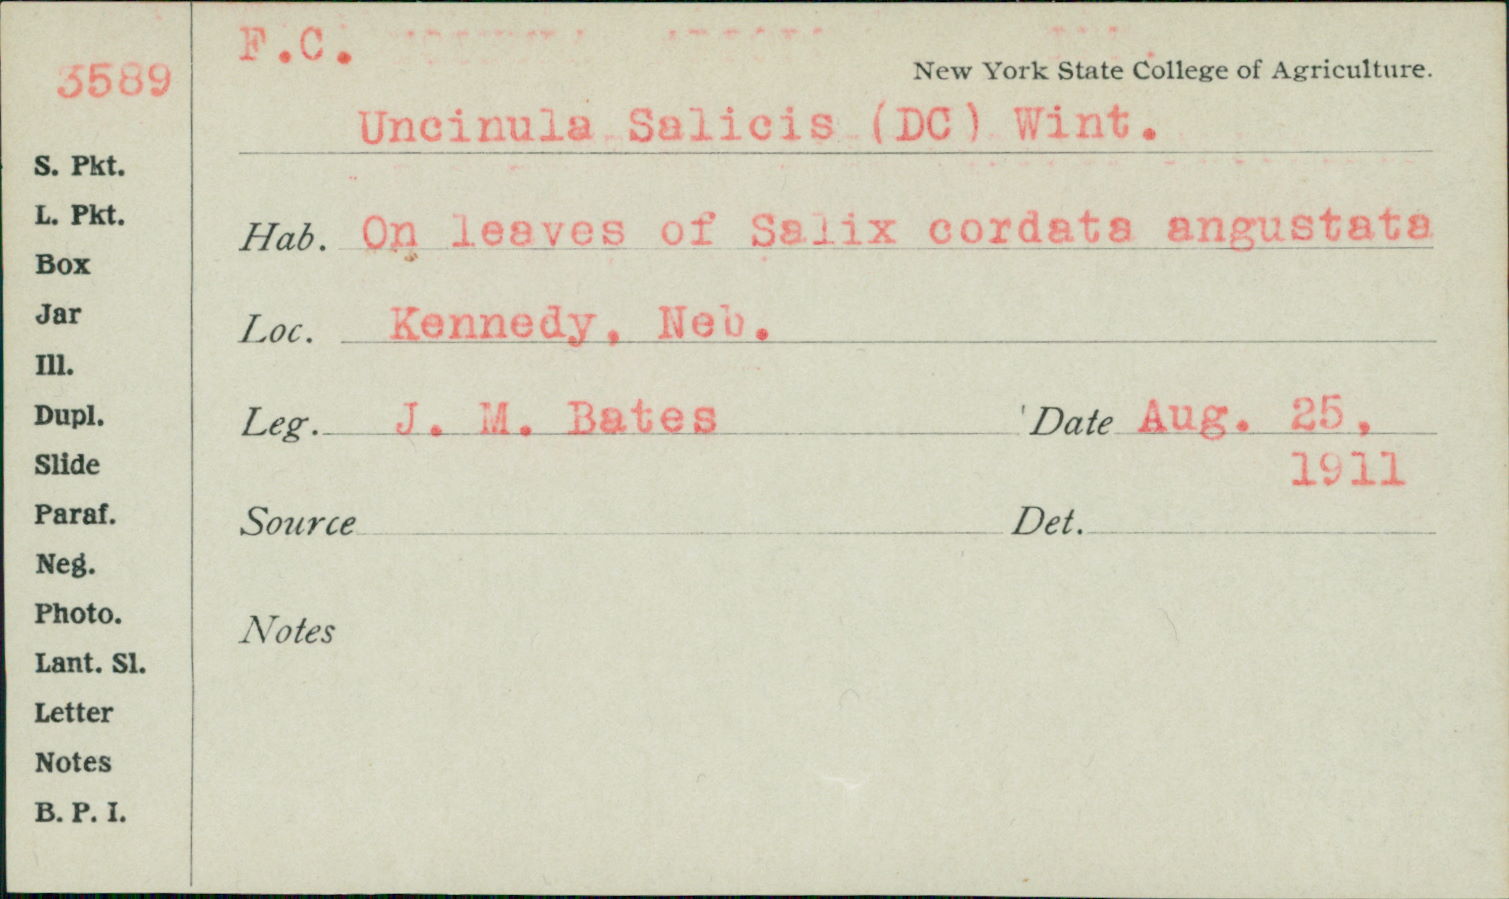 F.C.
3589
New York State College of Agriculture.
Uncinula Salicis (DC) Wint.
S. Pkt.
L. Pkt.
Hab. On leaves of Salix cordata angustata
Box
Jar
Loc. Kennedy, Neb.
Ill.
Dupl.
Leg. J. M. Bates Date Aug. 25,
1911
Slide
Paraf.
Source Det.
Neg.
Photo.
Notes
Lant. Sl.
Letter
Notes
B. P. I.